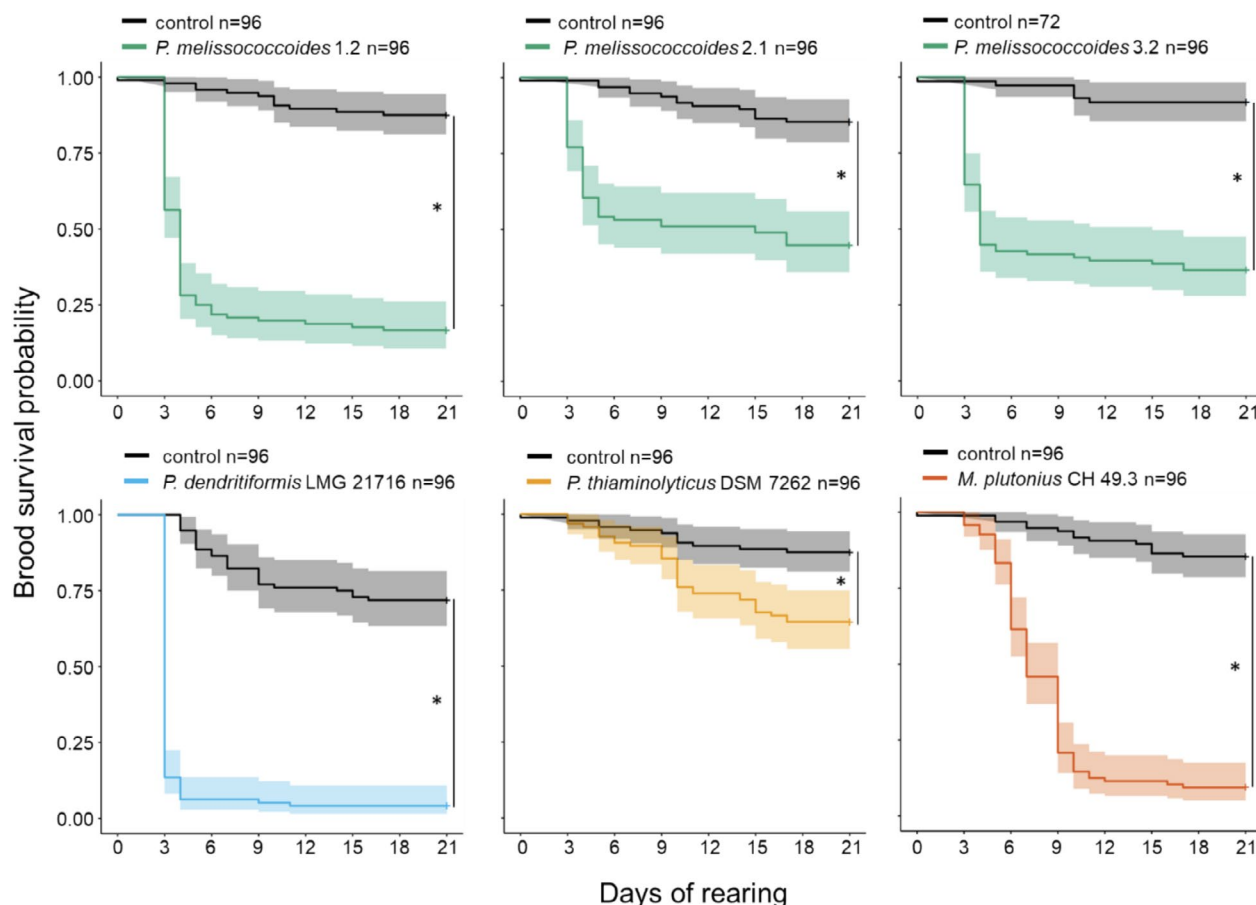 control n=96
P. melissococcoides 1.2 n=96
control n=96
P. melissococcoides 2.1 n=96
control n=72
P. melissococcoides 3.2 n=96
Brood survival probability
1.00
0.75
0.50
0.25
0.00
*
*
*
0 3 6 9 12 15 18 21
0 3 6 9 12 15 18 21
0 3 6 9 12 15 18 21
control n=96
P. dendritiformis LMG 21716 n=96
control n=96
P. thiaminolyticus DSM 7262 n=96
control n=96
M. plutonius CH 49.3 n=96
1.00
0.75
0.50
0.25
0.00
*
*
*
0 3 6 9 12 15 18 21
0 3 6 9 12 15 18 21
0 3 6 9 12 15 18 21
Days of rearing